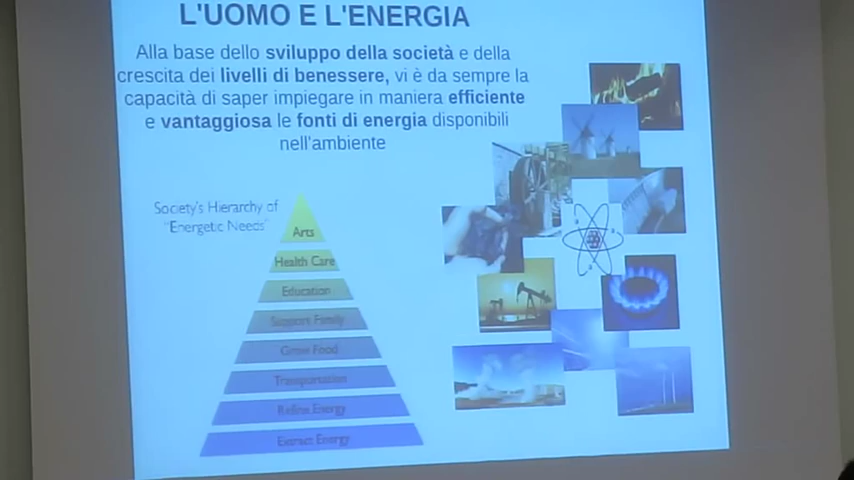 L'UOMO E L'ENERGIA
Alla base dello sviluppo della società e della
crescita dei livelli di benessere, vi è da sempre la
capacità di saper impiegare in maniera efficiente
e vantaggiosa le fonti di energia disponibili
nell'ambiente
Society's Hierarchy of
"Energetic Needs"
Arts
Health Care
Education
Support Family
Grow Food
Transportation
Refine Energy
Extract Energy